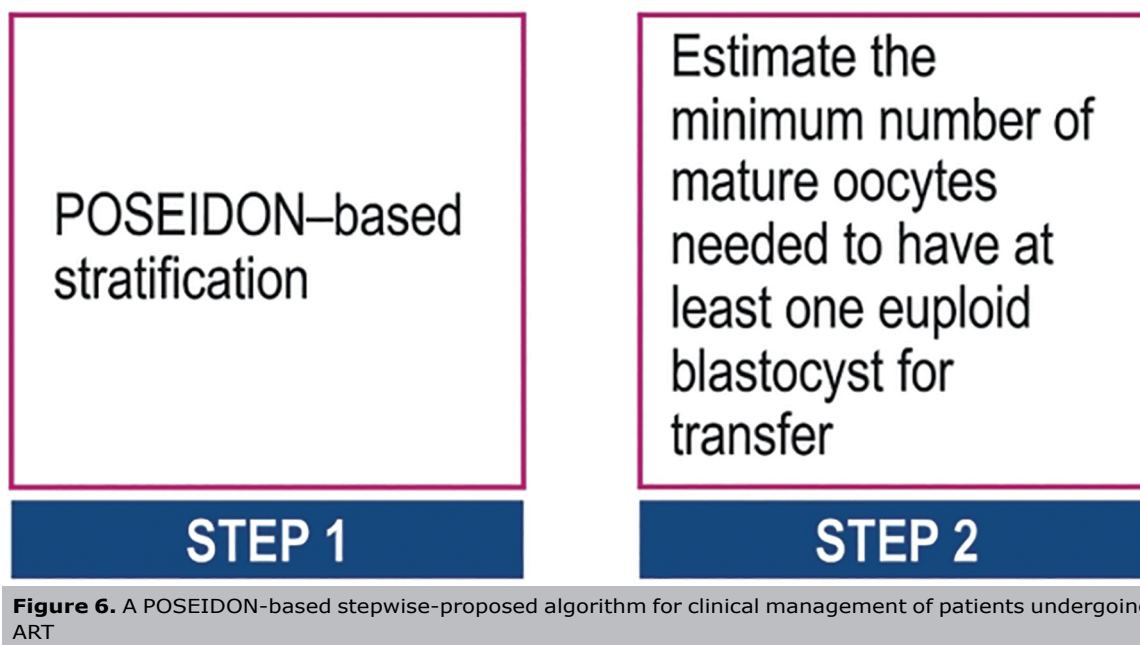 POSEIDON–based
stratification
STEP 1
Estimate the
minimum number of
mature oocytes
needed to have at
least one euploid
blastocyst for
transfer
STEP 2
Figure 6. A POSEIDON-based stepwise-proposed algorithm for clinical management of patients undergoing
ART